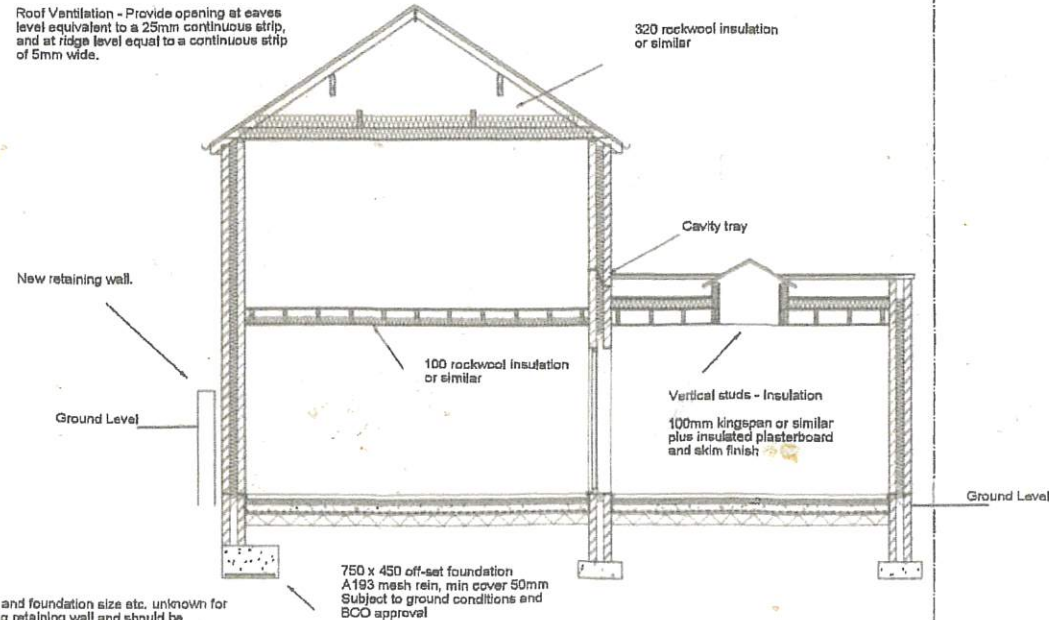 Roof Ventilation - Provide opening at eaves
level equivalent to a 25mm continuous strip,
and at ridge level equal to a continuous strip
of 5mm wide.
320 rockwool insulation
or similar
Cavity tray
New retaining wall.
100 rockwool insulation
or similar
Vertical studs - Insulation
100mm kingspan or similar
plus insulated plasterboard
and skim finish
Ground Level
Ground Level
750 x 450 off-set foundation
A193 mesh rein, min cover 50mm
Subject to ground conditions and
BCO approval
and foundation size etc. unknown for
retaining wall and should be